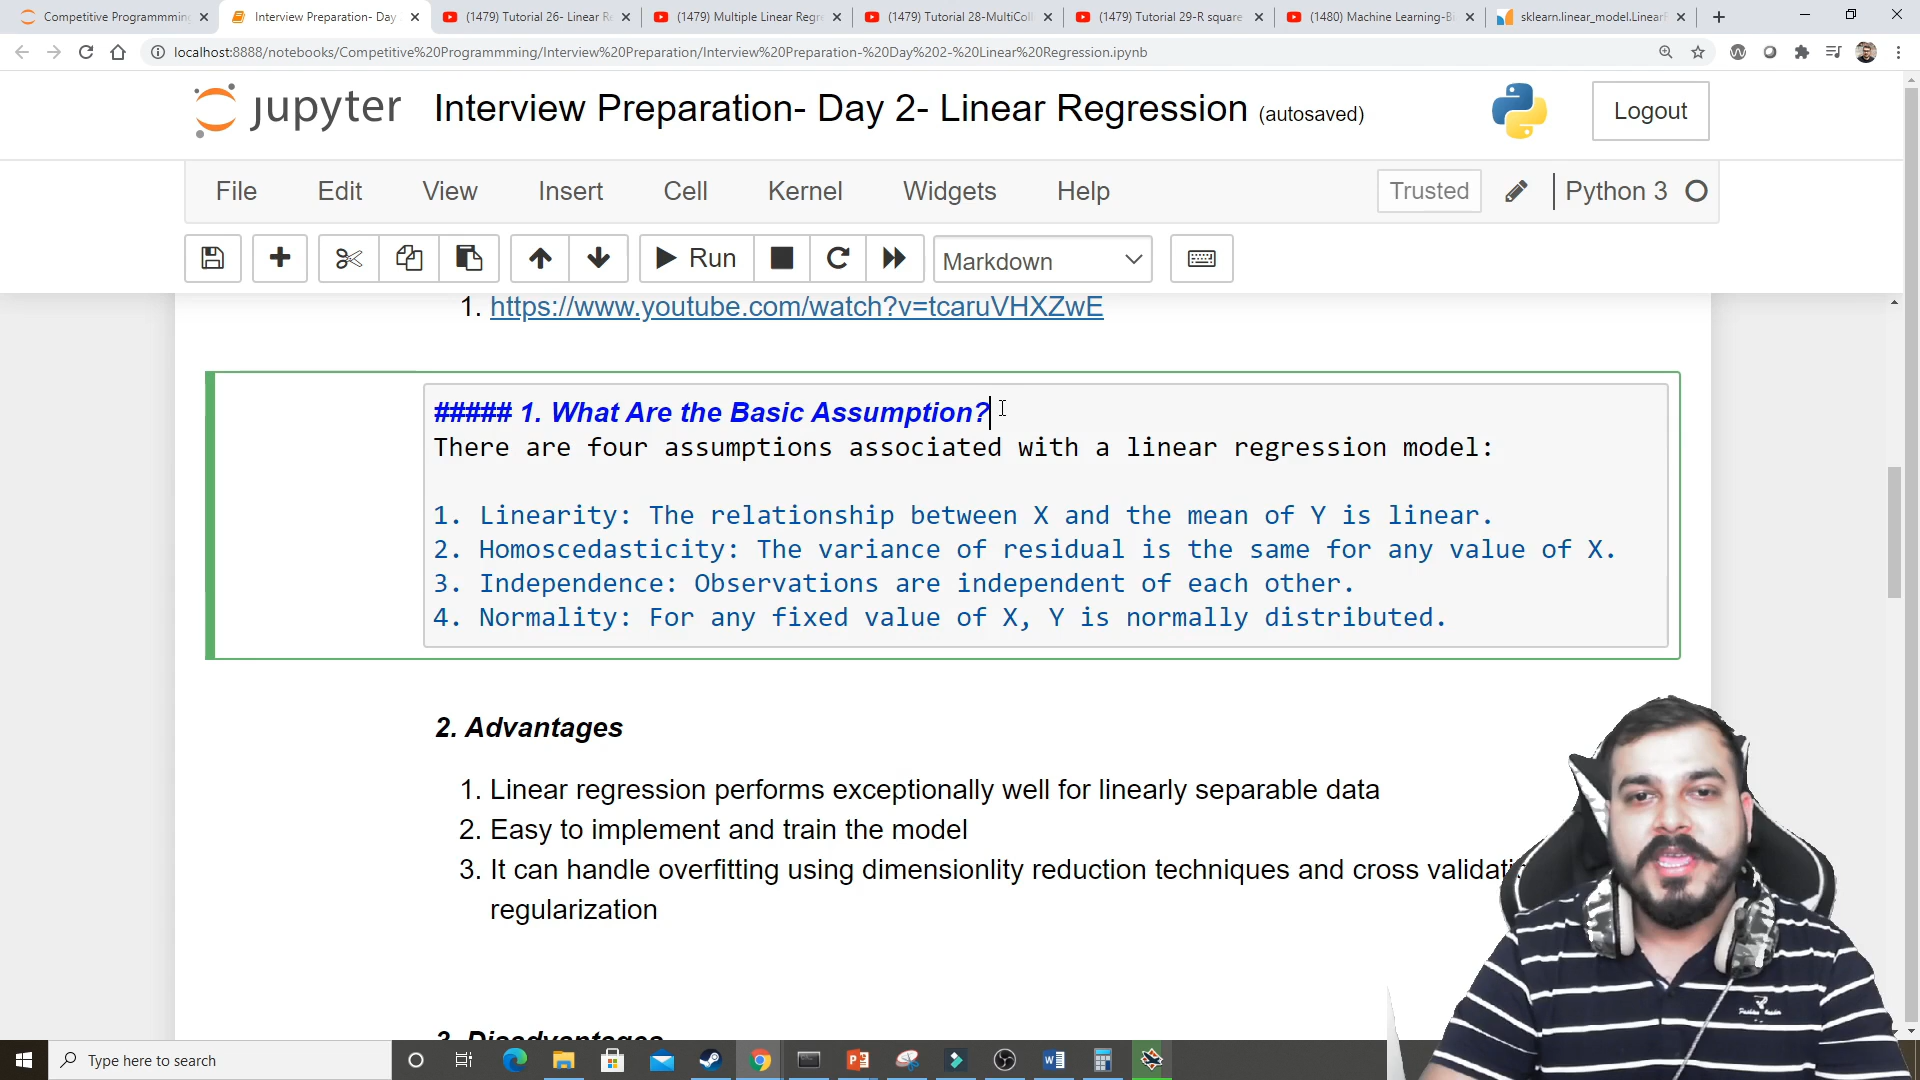 Competitive Programmming
Interview Preparation- Day
(1479) Tutorial 26- Linear R
(1479) Multiple Linear Regr
(1479) Tutorial 28-MultiColl
(1479) Tutorial 29-R square
(1480) Machine Learning-B
sklearn.linear_model.Linear
localhost:8888/notebooks/Competitive%20Programmming/Interview%20Preparation/Interview%20Preparation-%20Day%202-%20Linear%20Regression.ipynb
jupyter Interview Preparation- Day 2- Linear Regression (autosaved)
Logout
File Edit View Insert Cell Kernel Widgets Help
Trusted
Python 3
Run
Markdown
1. https://www.youtube.com/watch?v=tcaruVHXZwE
##### 1. What Are the Basic Assumption?
There are four assumptions associated with a linear regression model:
1. Linearity: The relationship between X and the mean of Y is linear.
2. Homoscedasticity: The variance of residual is the same for any value of X.
3. Independence: Observations are independent of each other.
4. Normality: For any fixed value of X, Y is normally distributed.
2. Advantages
1. Linear regression performs exceptionally well for linearly separable data
2. Easy to implement and train the model
3. It can handle overfitting using dimensionlity reduction techniques and cross validati
regularization
3. Disadvantages
Type here to search